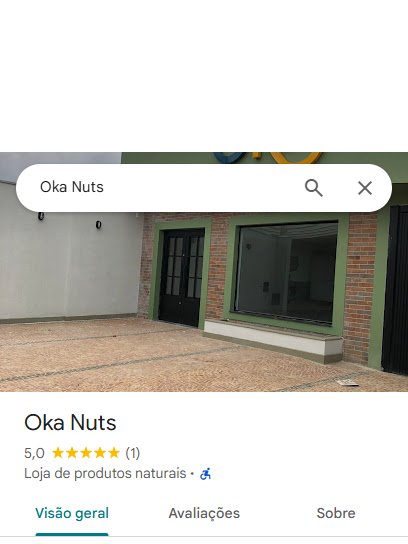 Oka Nuts
Oka Nuts
5,0 (1)
Loja de produtos naturais •
Visão geral
Avaliações
Sobre